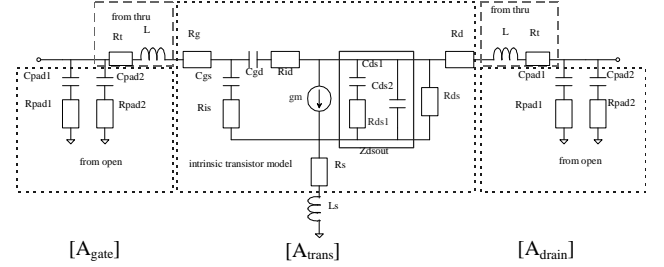 from thru
from thru
Rt
L
Rg
Rd
L
Rt
Cpad1
Cpad2
Cgs
Cgd
Rid
Cds1
Cds2
Cpad1
Cpad2
Rpad1
Rpad2
Ris
gm
Rds1
Rds
Rpad1
Rpad2
Zdsout
from open
intrinsic transistor model
Rs
from open
Ls
[Agate]
[Atrans]
[Adrain]